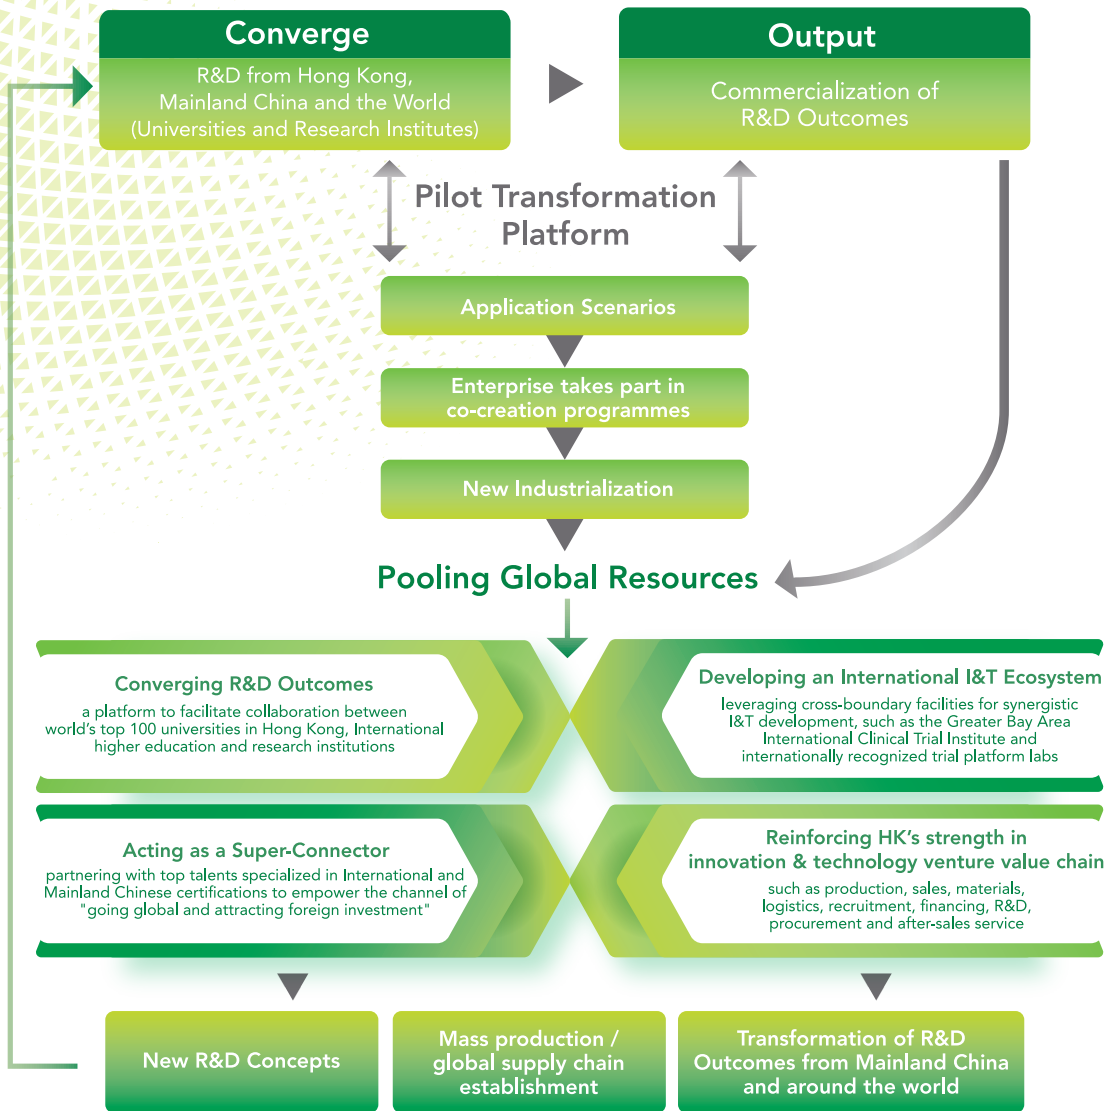 Converge
R&D from Hong Kong,
Mainland China and the World
(Universities and Research Institutes)
Output
Commercialization of
R&D Outcomes
Pilot Transformation
Platform
Application Scenarios
Enterprise takes part in
co-creation programmes
New Industrialization
Pooling Global Resources
Converging R&D Outcomes
a platform to facilitate collaboration between
world's top 100 universities in Hong Kong, International
higher education and research institutions
Developing an International I&T Ecosystem
leveraging cross-boundary facilities for synergistic
I&T development, such as the Greater Bay Area
International Clinical Trial Institute and
internationally recognized trial platform labs
Acting as a Super-Connector
partnering with top talents specialized in International and
Mainland Chinese certifications to empower the channel of
"going global and attracting foreign investment"
Reinforcing HK's strength in
innovation & technology venture value chain
such as production, sales, materials,
logistics, recruitment, financing, R&D,
procurement and after-sales service
New R&D Concepts
Mass production /
global supply chain
establishment
Transformation of R&D
Outcomes from Mainland China
and around the world